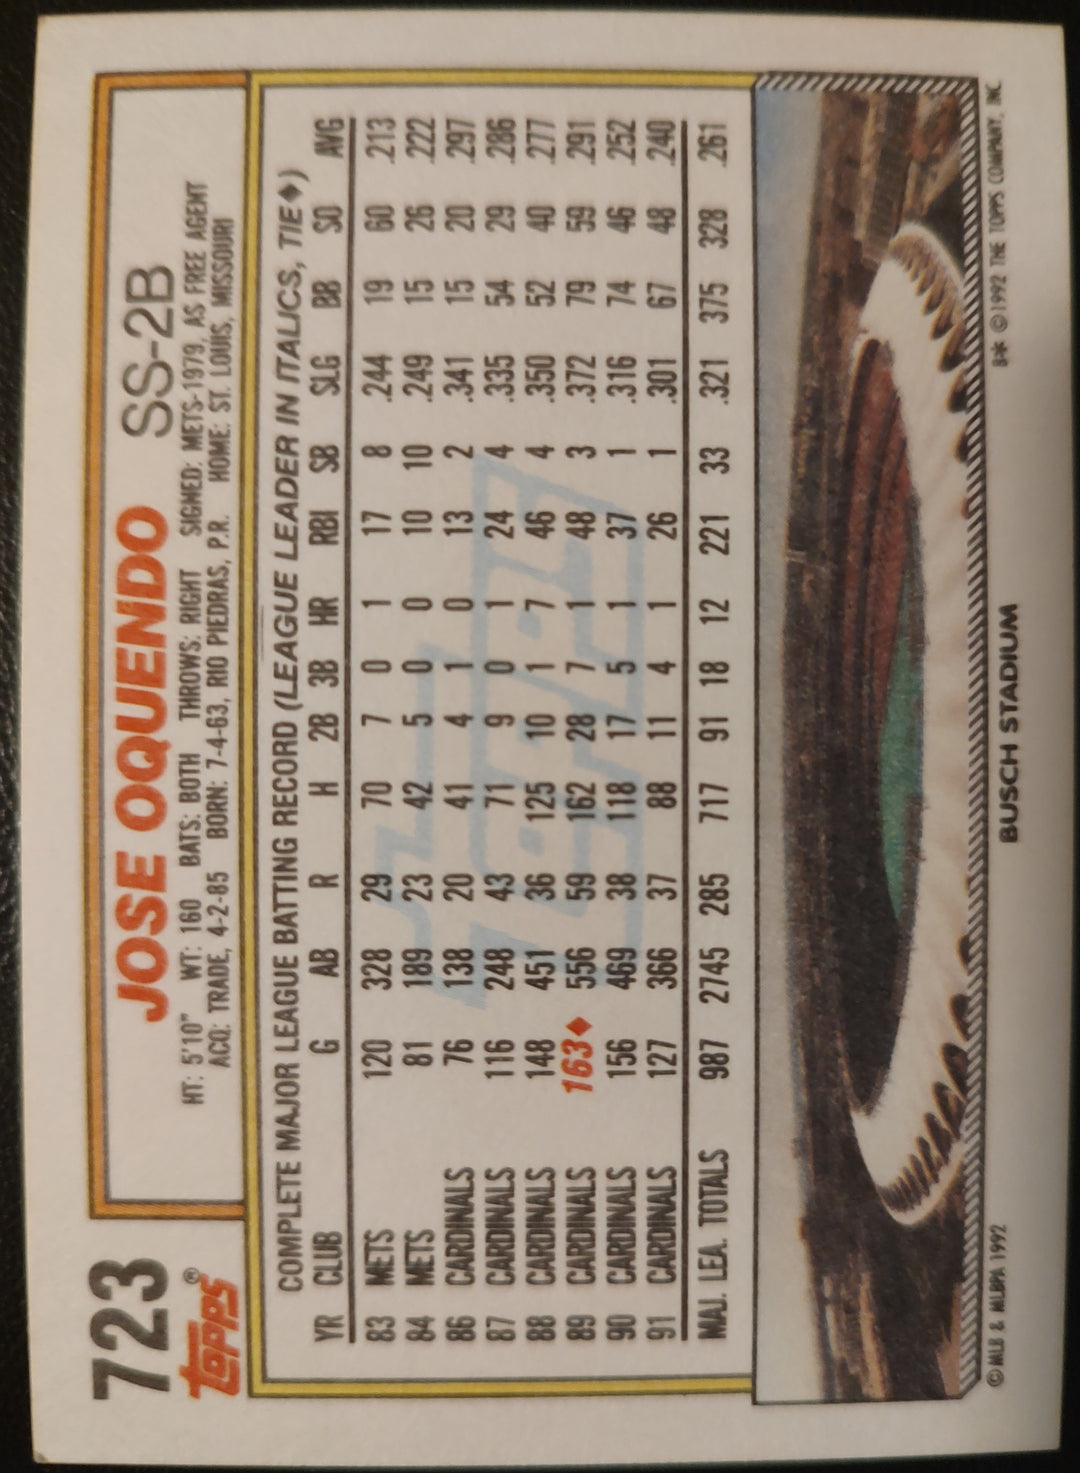 723
topps®
JOSE OQUENDO SS-2B
HT: 5'10" WT: 160 BATS: BOTH THROWS: RIGHT SIGNED: METS-1979, AS FREE AGENT
ACQ: TRADE, 4-2-85 BORN: 7-4-63, RIO PIEDRAS, P.R. HOME: ST. LOUIS, MISSOURI
COMPLETE MAJOR LEAGUE BATTING RECORD (LEAGUE LEADER IN ITALICS, TIE♦)
YR CLUB G AB R H 2B 3B HR RBI SB SLG BB SO AVG
83 METS 120 328 29 70 7 0 1 17 8 .244 19 60 .213
84 METS 81 189 23 42 5 0 0 10 10 .249 15 26 .222
86 CARDINALS 76 138 20 41 4 1 0 13 2 .341 15 20 .297
87 CARDINALS 116 248 43 71 9 0 1 24 4 .335 54 29 .286
88 CARDINALS 148 451 36 125 10 1 7 46 4 .350 52 40 .277
89 CARDINALS 163♦ 556 59 162 28 7 1 48 3 .372 79 59 .291
90 CARDINALS 156 469 38 118 17 5 1 37 1 .316 74 46 .252
91 CARDINALS 127 366 37 88 11 4 1 26 1 .301 67 48 .240
MAJ. LEA. TOTALS 987 2745 285 717 91 18 12 221 33 .321 375 328 .261
© MLB & MLBPA 1992
BUSCH STADIUM
8* © 1992 THE TOPPS COMPANY, INC.